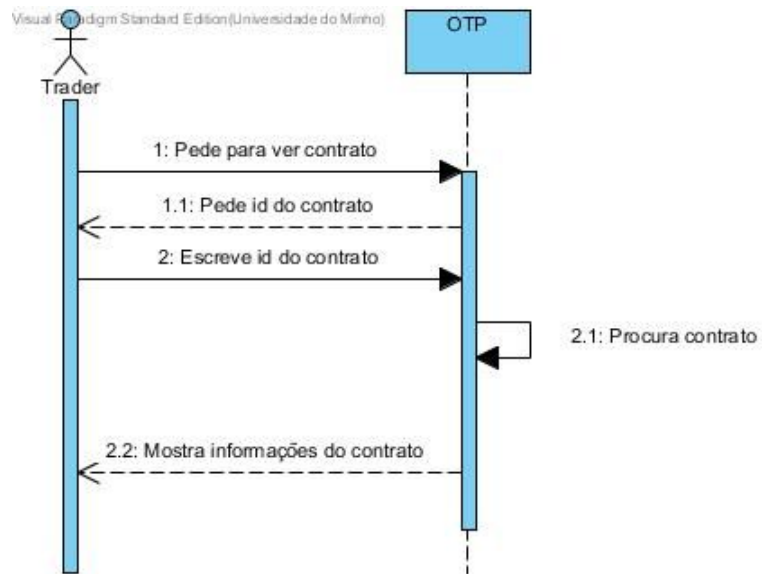 Visual Paradigm Standard Edition(Universidade do Minho)
OTP
Trader
1: Pede para ver contrato
1.1: Pede id do contrato
2: Escreve id do contrato
2.1: Procura contrato
2.2: Mostra informações do contrato